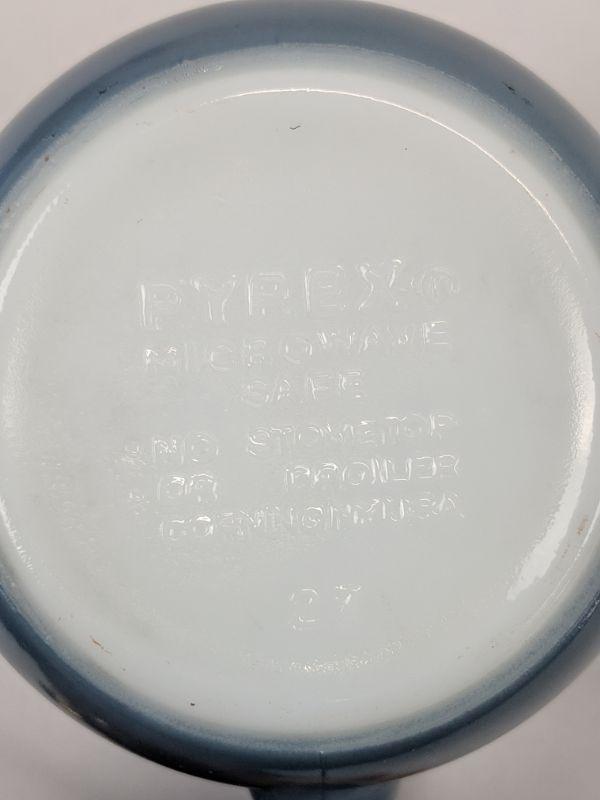 PYREX®
MICROWAVE
SAFE
NO STOVETOP
OR BROILER
CORNING NY USA
27